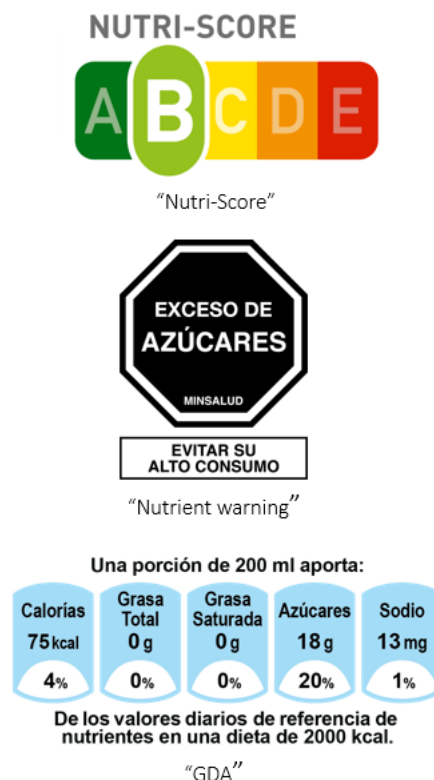 NUTRI-SCORE
A B C D E
“Nutri-Score”
EXCESO DE
AZÚCARES
MINSALUD
EVITAR SU
ALTO CONSUMO
“Nutrient warning”
Una porción de 200 ml aporta:
Calorías Grasa Total Grasa Saturada Azúcares Sodio
75 kcal 0 g 0 g 18 g 13 mg
4% 0% 0% 20% 1%
De los valores diarios de referencia de
nutrientes en una dieta de 2000 kcal.
“GDA”